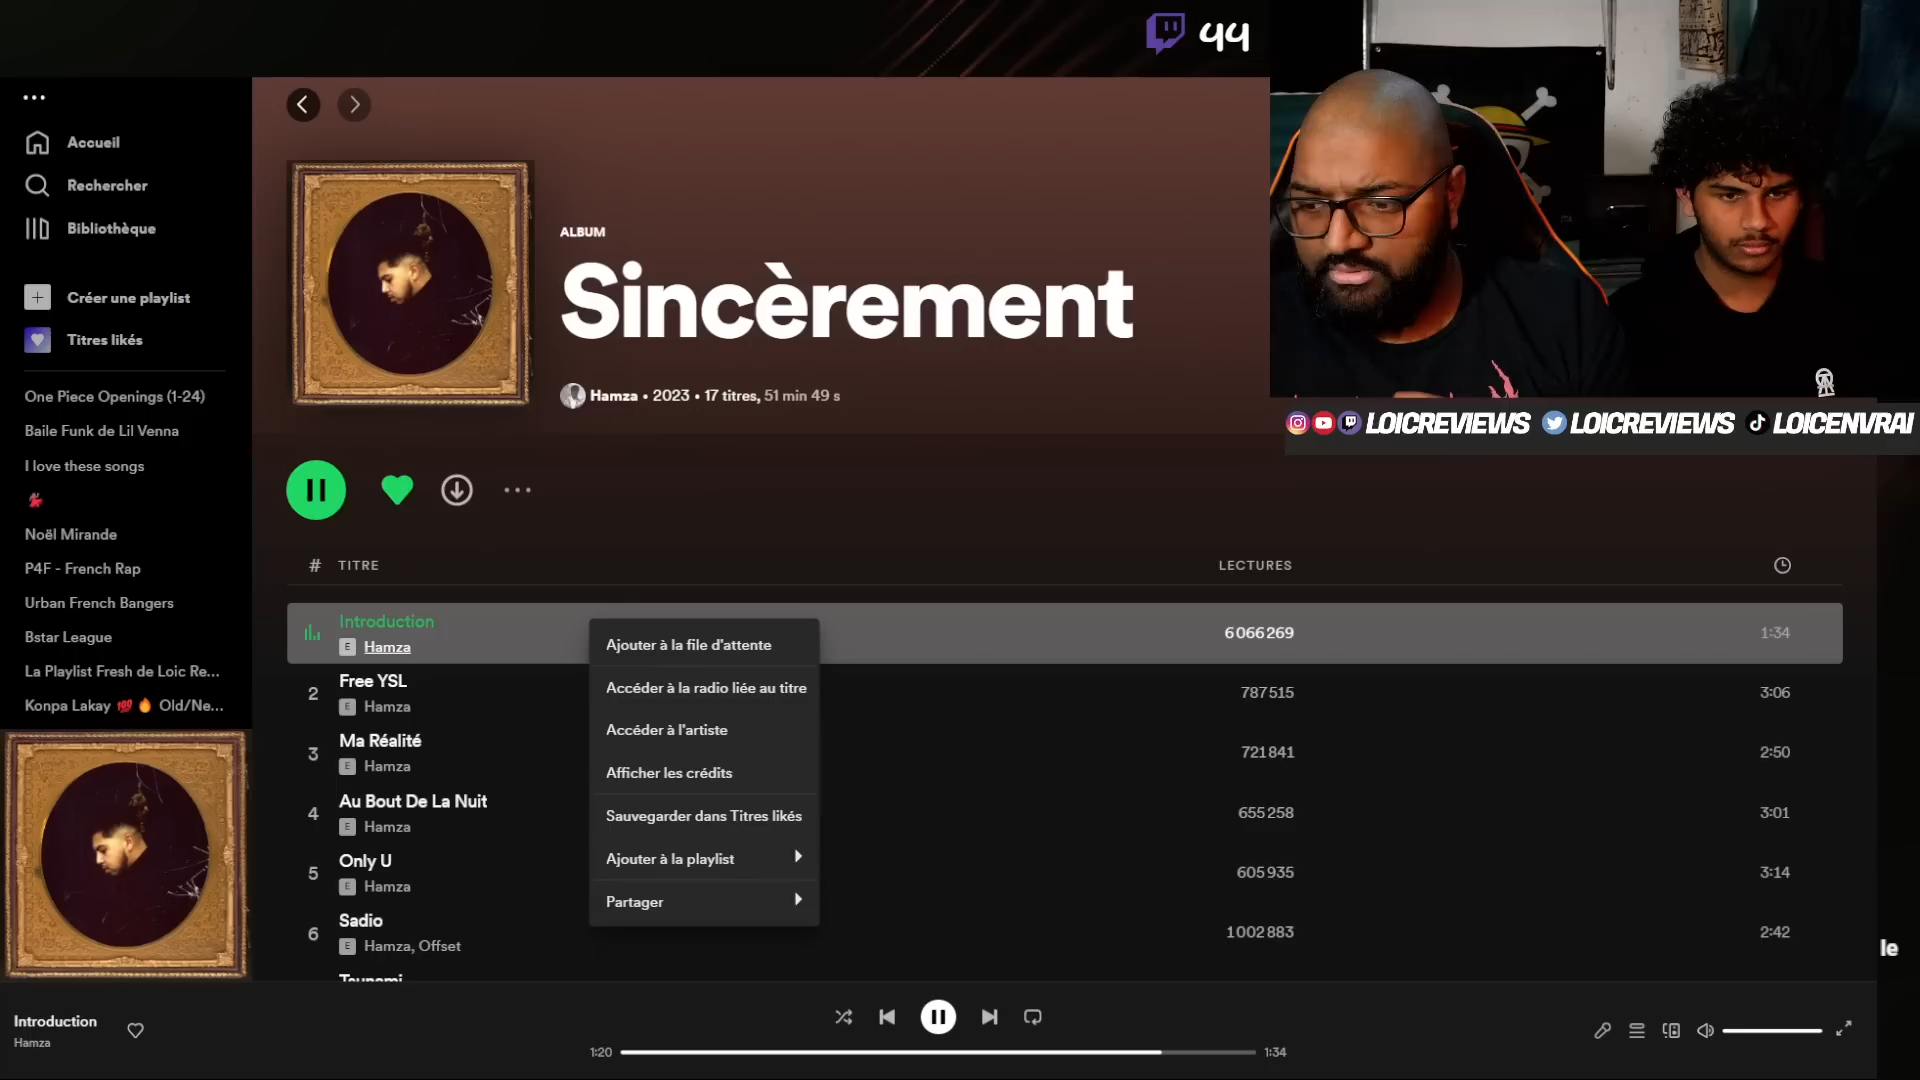 44
Accueil
Rechercher
Bibliothèque
Créer une playlist
Titres likés
One Piece Openings (1-24)
Baile Funk de Lil Venna
I love these songs
Noël Mirande
P4F - French Rap
Urban French Bangers
Bstar League
La Playlist Fresh de Loic Re...
Konpa Lakay 💯 🔥 Old/Ne...
ALBUM
Sincèrement
Hamza • 2023 • 17 titres, 51 min 49 s
LOICREVIEWS LOICREVIEWS LOICENVRAI
# TITRE LECTURES
Introduction
E Hamza
6 066 269
1:34
2
Free YSL
E Hamza
787 515
3:06
3
Ma Réalité
E Hamza
721 841
2:50
4
Au Bout De La Nuit
E Hamza
655 258
3:01
5
Only U
E Hamza
605 935
3:14
6
Sadio
E Hamza, Offset
1 002 883
2:42
Tsunami
Ajouter à la file d'attente
Accéder à la radio liée au titre
Accéder à l'artiste
Afficher les crédits
Sauvegarder dans Titres likés
Ajouter à la playlist
Partager
le
Introduction
Hamza
1:20
1:34